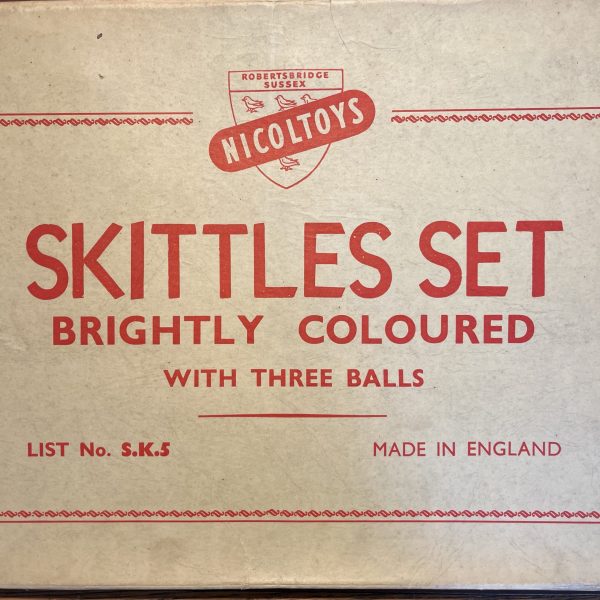 ROBERTSBRIDGE
SUSSEX
NICOLTOYS
SKITTLES SET
BRIGHTLY COLOURED
WITH THREE BALLS
LIST No. S.K.5
MADE IN ENGLAND